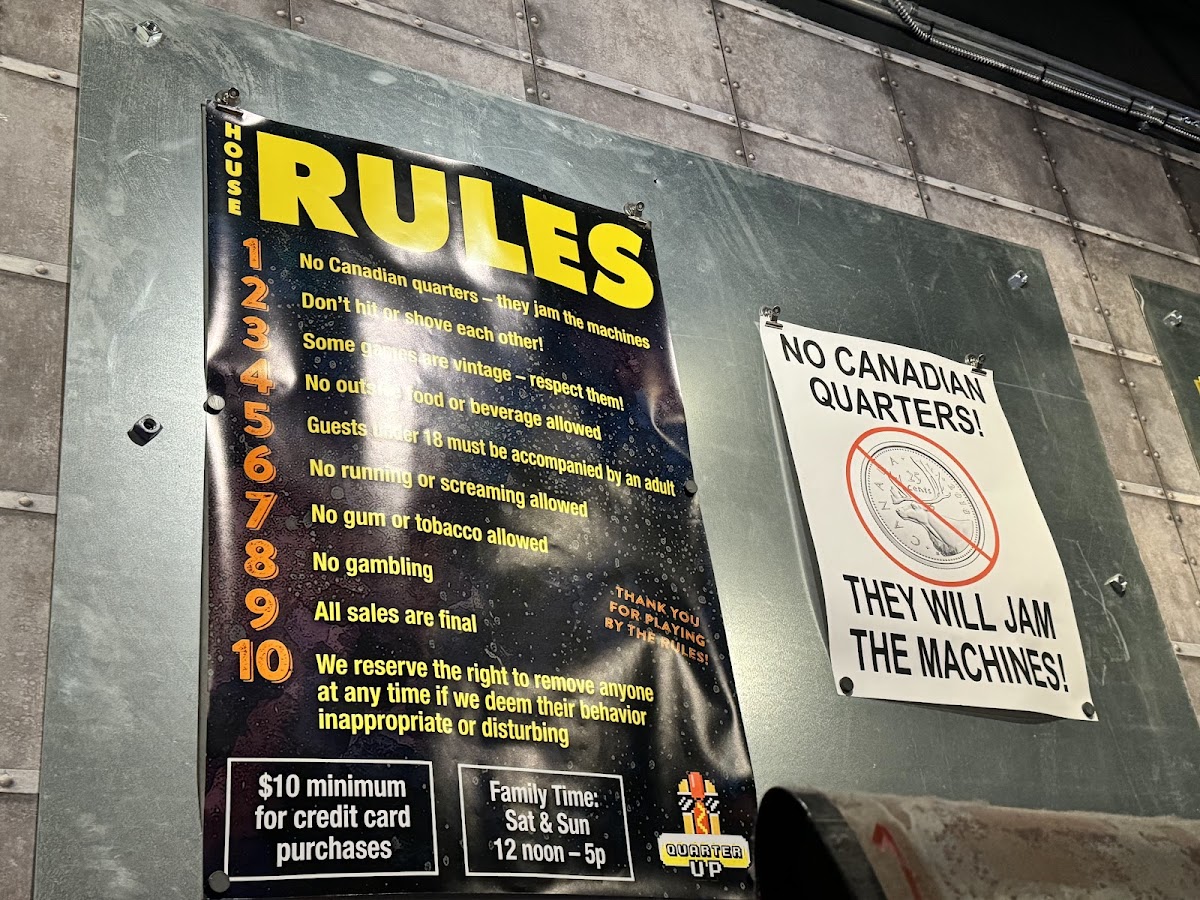 HOUSE
RULES
1 No Canadian quarters – they jam the machines
2 Don't hit or shove each other!
3 Some games are vintage – respect them!
4 No outside food or beverage allowed
5 Guests under 18 must be accompanied by an adult
6 No running or screaming allowed
7 No gum or tobacco allowed
8 No gambling
9 All sales are final
10 We reserve the right to remove anyone
at any time if we deem their behavior
inappropriate or disturbing
THANK YOU
FOR PLAYING
BY THE RULES!
$10 minimum
for credit card
purchases
Family Time:
Sat & Sun
12 noon – 5p
QUARTER
UP
NO CANADIAN
QUARTERS!
CANADA
25
cents
THEY WILL JAM
THE MACHINES!